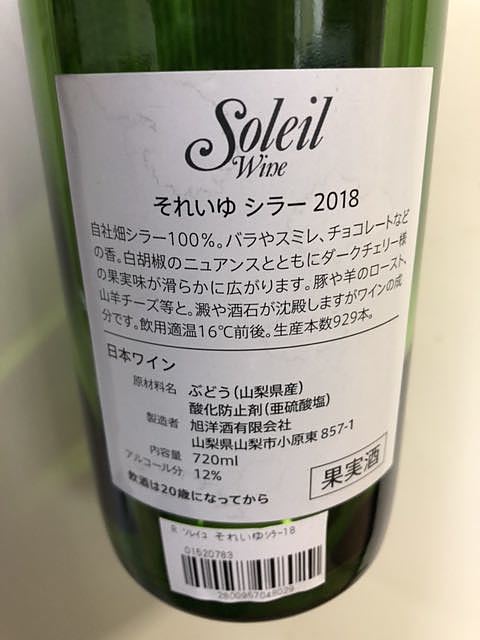 Soleil
Wine
それいゆ シラー 2018
自社畑シラー100%。バラやスミレ、チョコレートなど
の香。白胡椒のニュアンスとともにダークチェリー様
の果実味が滑らかに広がります。豚や羊のロースト、
山羊チーズ等と。澱や酒石が沈殿しますがワインの成
分です。飲用適温16℃前後。生産本数929本。
日本ワイン
原材料名 ぶどう(山梨県産)
酸化防止剤(亜硫酸塩)
製造者 旭洋酒有限会社
山梨県山梨市小原東 857-1
内容量 720ml
アルコール分 12%
飲酒は20歳になってから
果実酒
R ソレイユ それいゆシラー18
01520783
2800957048029